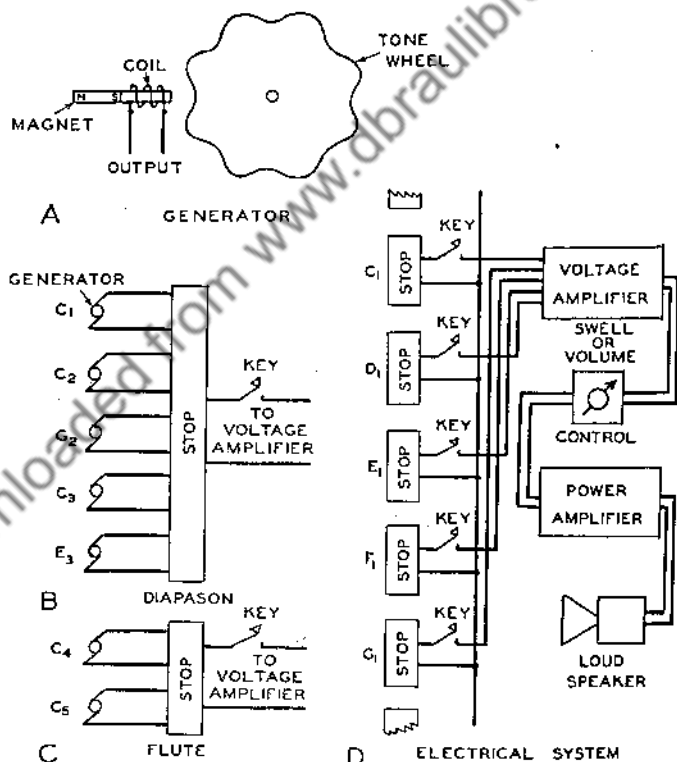 nloaded from www.dbraulibra
COIL
TONE
WHEEL
N
S
MAGNET
OUTPUT
A
GENERATOR
GENERATOR
C1
C2
G2
C3
E3
STOP
KEY
TO
VOLTAGE
AMPLIFIER
B
DIAPASON
C4
C5
STOP
KEY
TO
VOLTAGE
AMPLIFIER
C
FLUTE
C1
STOP
KEY
D1
STOP
KEY
E1
STOP
KEY
F1
STOP
KEY
G1
STOP
KEY
VOLTAGE
AMPLIFIER
SWELL
OR
VOLUME
CONTROL
POWER
AMPLIFIER
LOUD
SPEAKER
D
ELECTRICAL SYSTEM